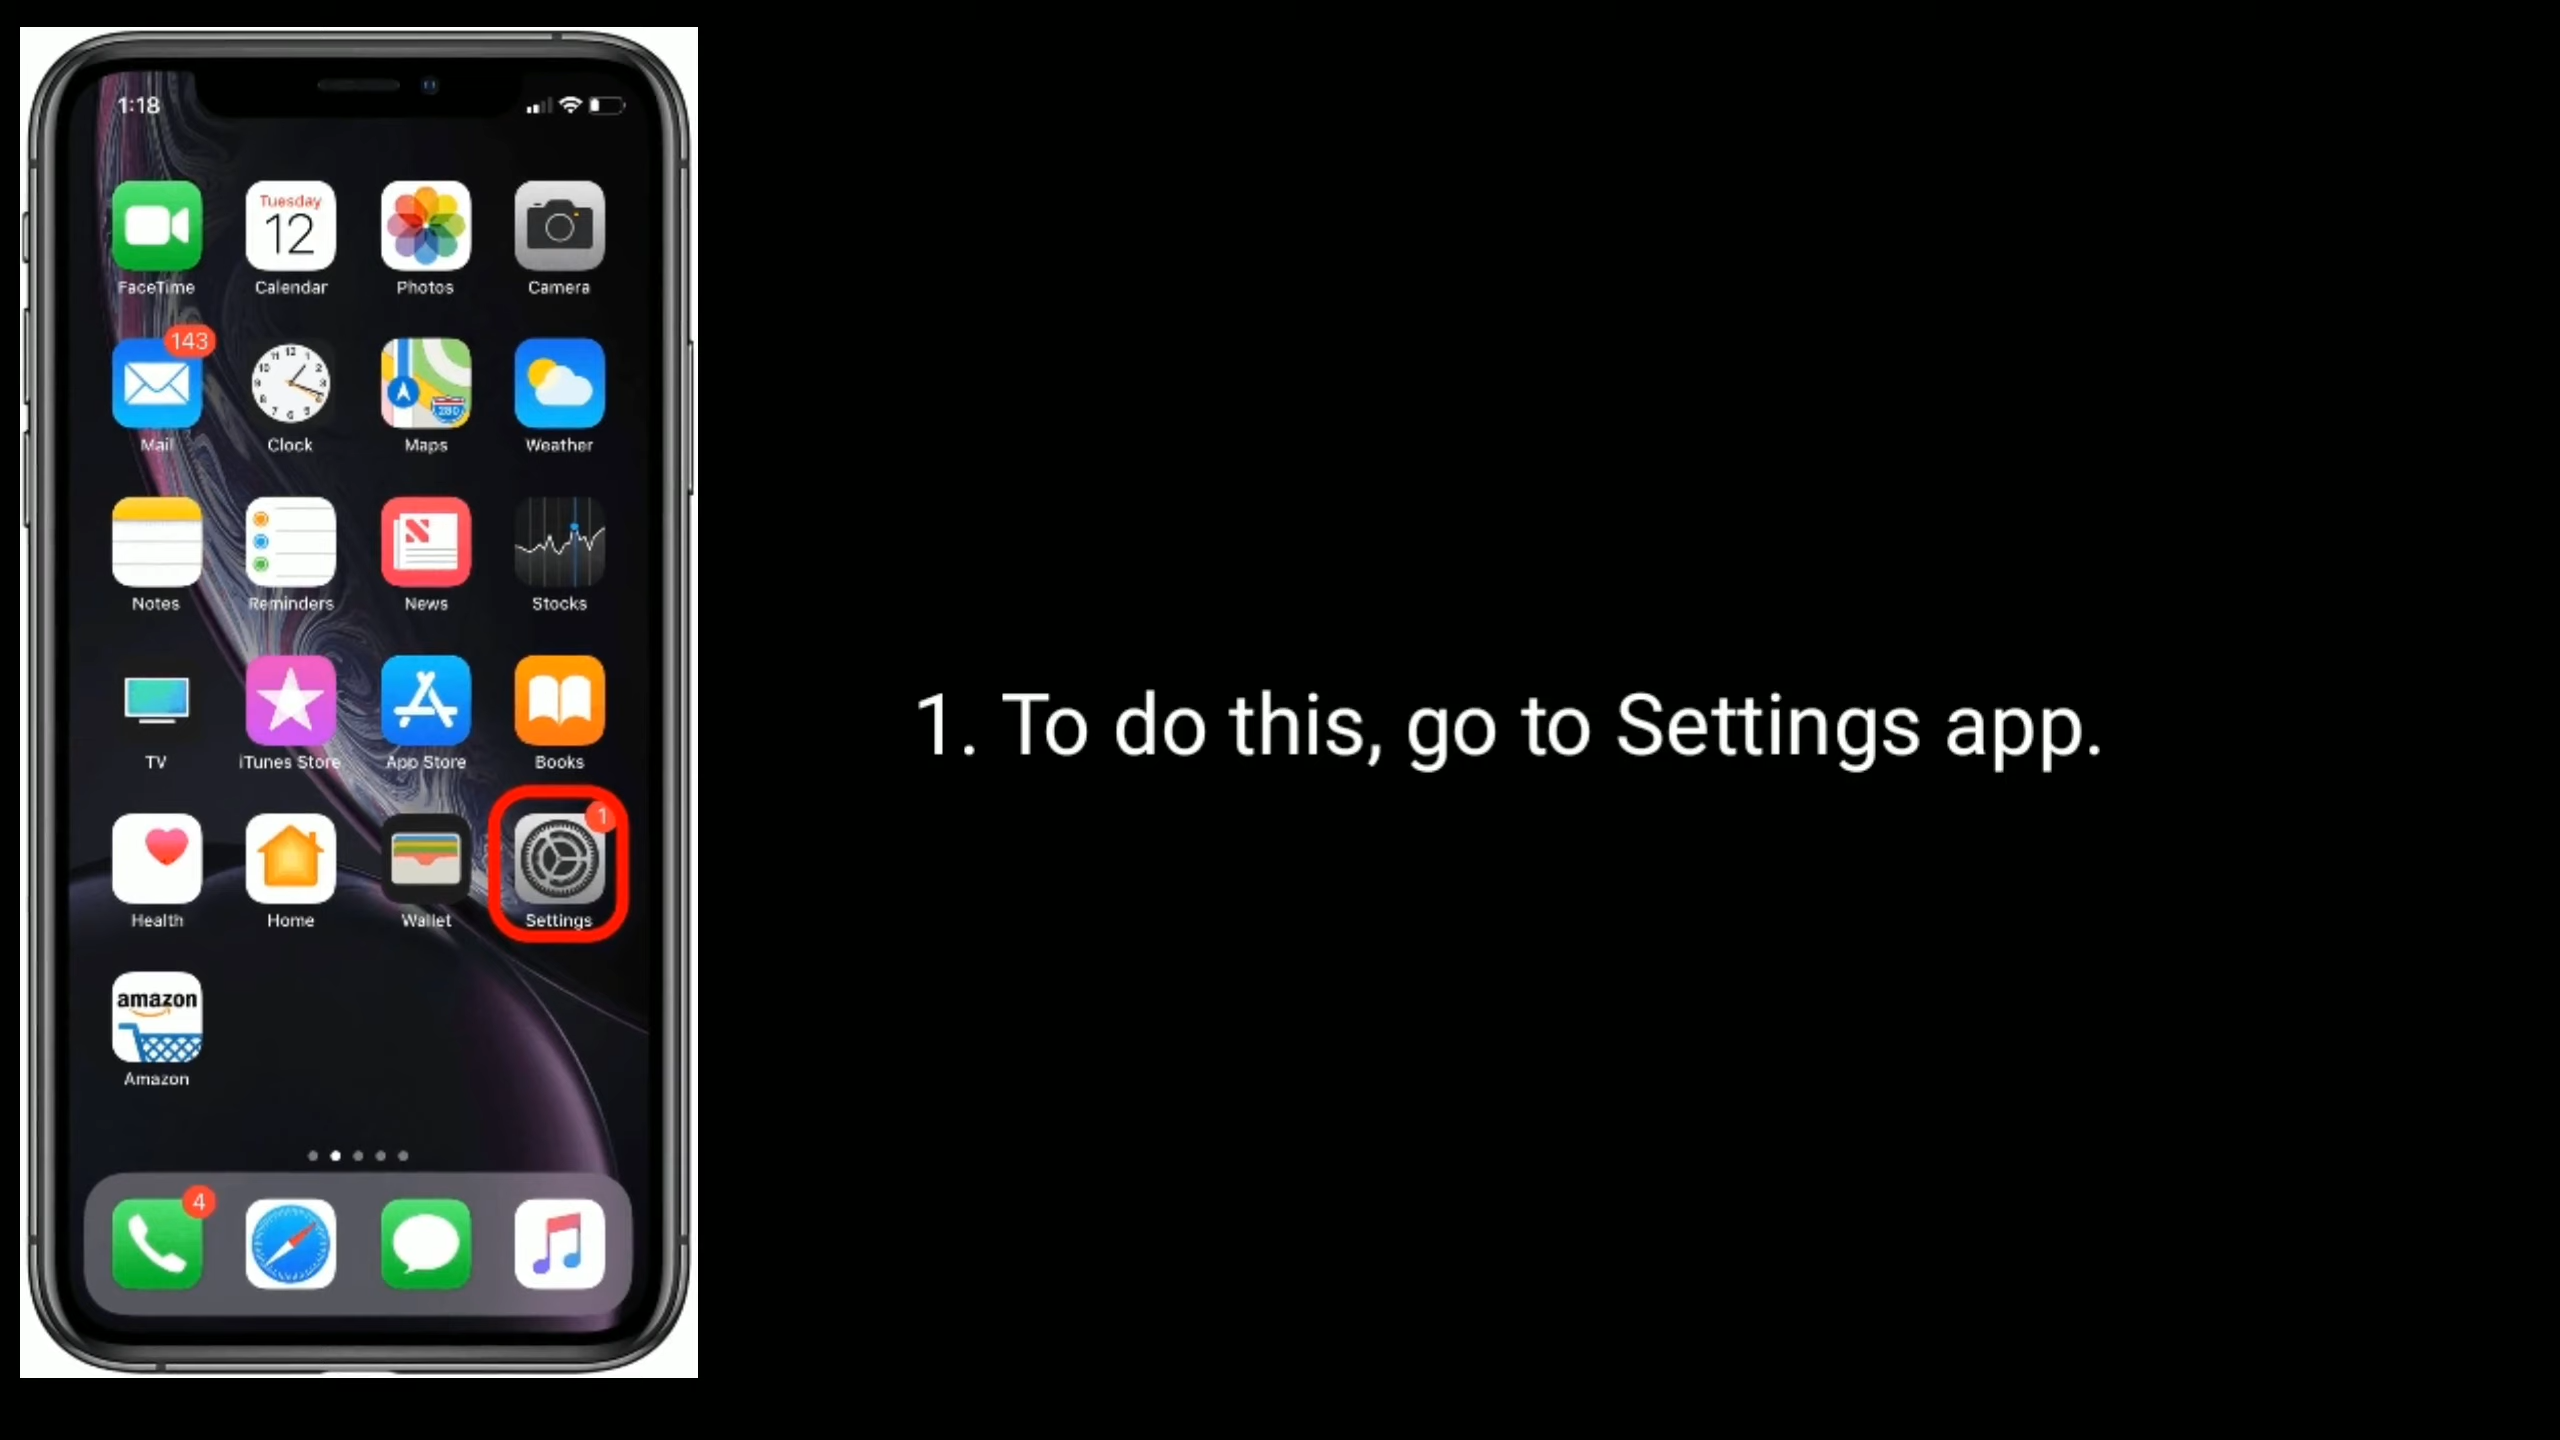 1:18
Tuesday
12
FaceTime Calendar Photos Camera
143
280
Mail Clock Maps Weather
Notes Reminders News Stocks
TV iTunes Store App Store Books
1
Health Home Wallet Settings
amazon
Amazon
4
1. To do this, go to Settings app.